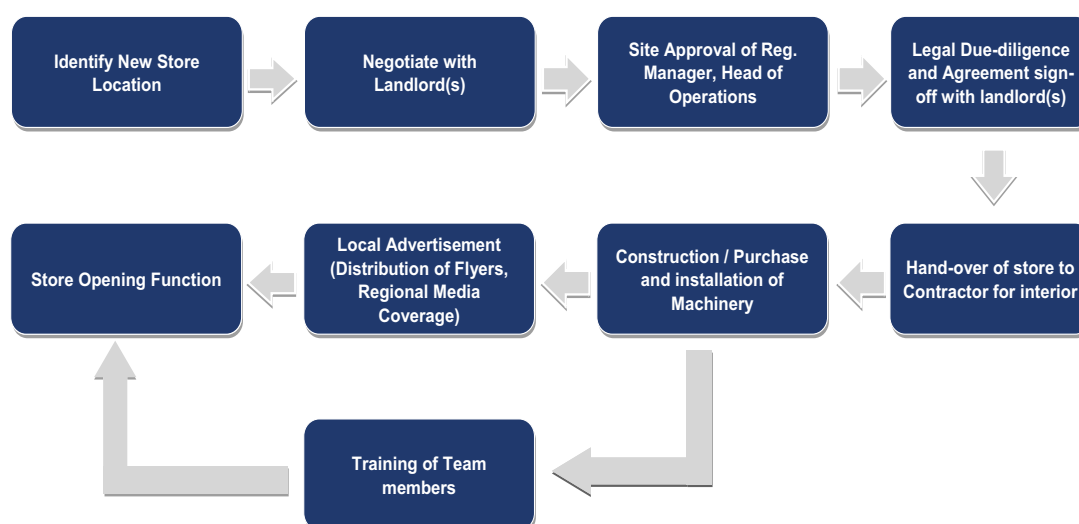 Identify New Store
Location
Negotiate with
Landlord(s)
Site Approval of Reg.
Manager, Head of
Operations
Legal Due-diligence
and Agreement sign-
off with landlord(s)
Store Opening Function
Local Advertisement
(Distribution of Flyers,
Regional Media
Coverage)
Construction / Purchase
and installation of
Machinery
Hand-over of store to
Contractor for interior
Training of Team
members